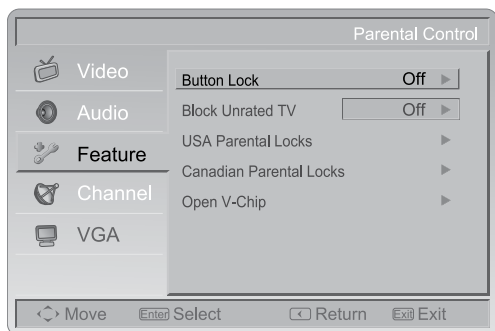 Parental Control
Video
Audio
Feature
Channel
VGA
Button Lock Off
Block Unrated TV Off
USA Parental Locks
Canadian Parental Locks
Open V-Chip
Move Enter Select Return Exit Exit